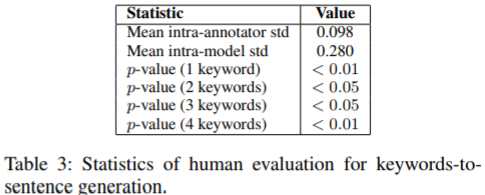 Statistic Value
Mean intra-annotator std 0.098
Mean intra-model std 0.280
p-value (1 keyword) < 0.01
p-value (2 keywords) < 0.05
p-value (3 keywords) < 0.05
p-value (4 keywords) < 0.01
Table 3: Statistics of human evaluation for keywords-to-
sentence generation.